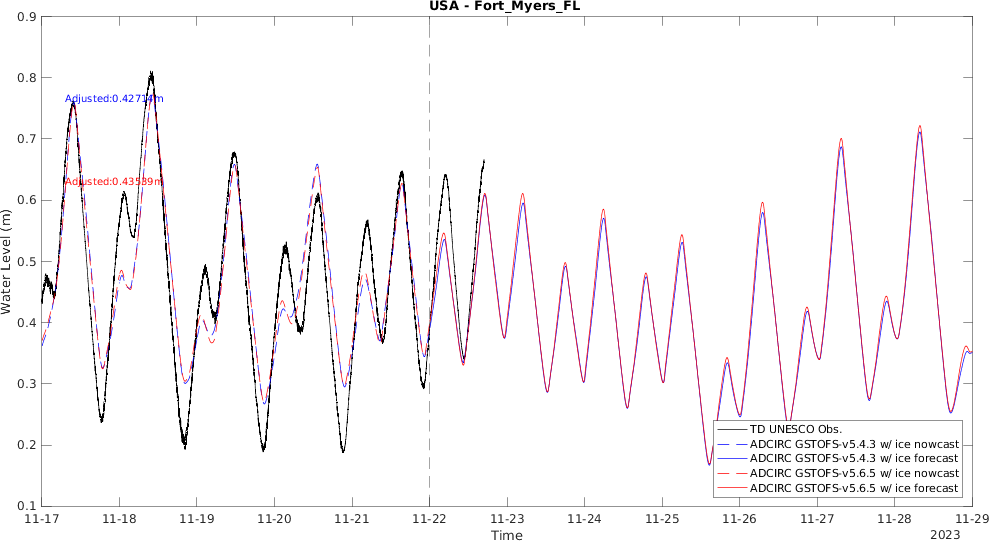 USA - Fort_Myers_FL
0.9
0.8
0.7
0.6
0.5
0.4
0.3
0.2
0.1
Water Level (m)
Adjusted:0.42714m
Adjusted:0.43539m
TD UNESCO Obs.
ADCIRC GSTOFS-v5.4.3 w/ ice nowcast
ADCIRC GSTOFS-v5.4.3 w/ ice forecast
ADCIRC GSTOFS-v5.6.5 w/ ice nowcast
ADCIRC GSTOFS-v5.6.5 w/ ice forecast
11-17 11-18 11-19 11-20 11-21 11-22 11-23 11-24 11-25 11-26 11-27 11-28 11-29
Time
2023